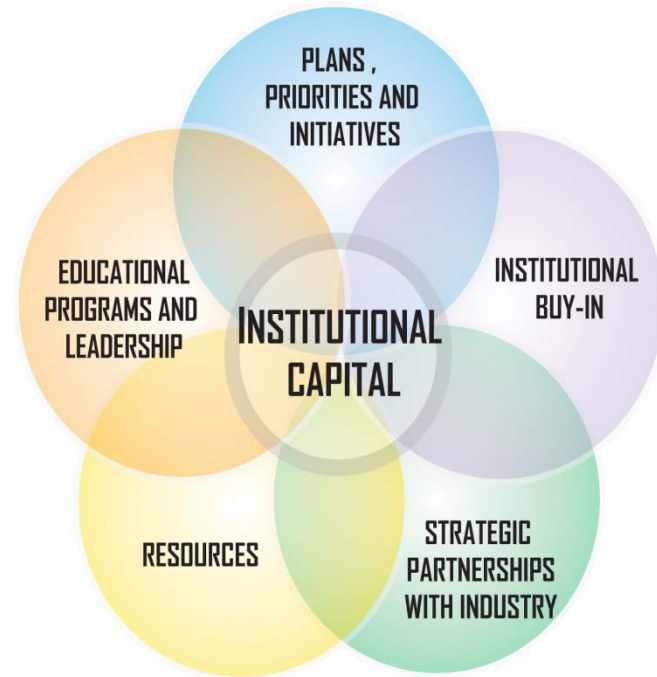 PLANS ,
PRIORITIES AND
INITIATIVES
EDUCATIONAL
PROGRAMS AND
LEADERSHIP
INSTITUTIONAL
BUY-IN
INSTITUTIONAL
CAPITAL
RESOURCES
STRATEGIC
PARTNERSHIPS
WITH INDUSTRY